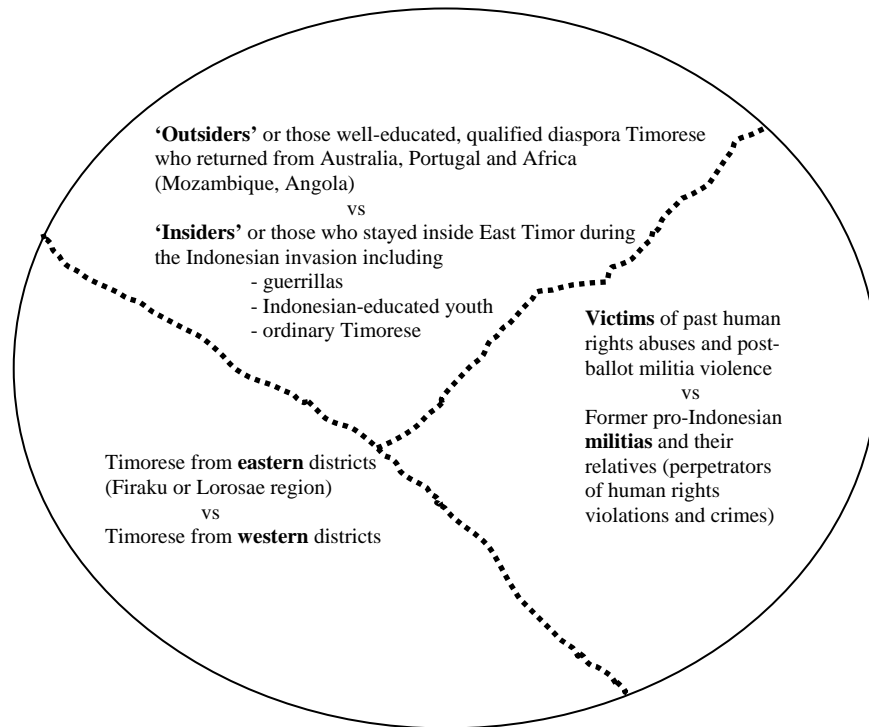 ‘Outsiders’ or those well-educated, qualified diaspora Timorese
who returned from Australia, Portugal and Africa
(Mozambique, Angola)
vs
‘Insiders’ or those who stayed inside East Timor during
the Indonesian invasion including
- guerrillas
- Indonesian-educated youth
- ordinary Timorese
Victims of past human
rights abuses and post-
ballot militia violence
vs
Former pro-Indonesian
militias and their
relatives (perpetrators
of human rights
violations and crimes)
Timorese from eastern districts
(Firaku or Lorosae region)
vs
Timorese from western districts